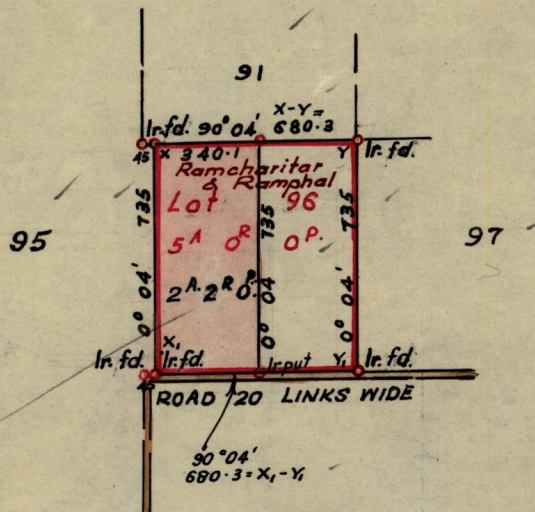 91
X-Y=
Ir.fd. 90°04' 680.3
45 X 340.1 Y Ir. fd.
Ramcharitar
& Ramphal
Lot 96
5A 0R 0P.
2A. 2R 0P.
735
0° 04'
735
0° 04
735
0° 04'
95
97
X1
Ir. fd. Ir.fd. Ir.put Y1 Ir. fd.
45
ROAD 20 LINKS WIDE
90°04'
680.3=X1-Y1